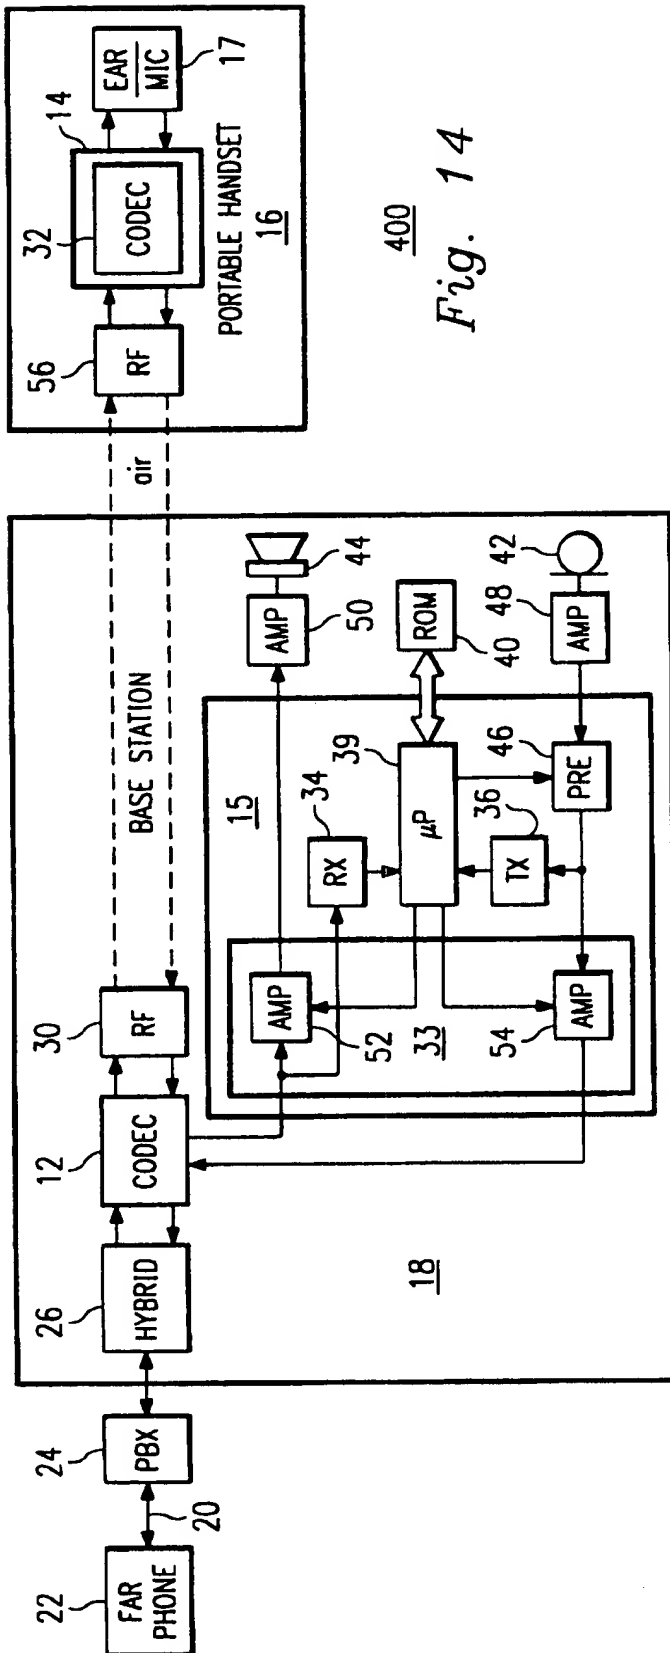 22
FAR
PHONE
20
24
PBX
26
HYBRID
12
CODEC
30
RF
BASE STATION
air
56
RF
32
CODEC
14
EAR
MIC
17
PORTABLE HANDSET
16
18
15
AMP
52
33
54
AMP
34
RX
39
µP
36
TX
46
PRE
AMP
50
44
ROM
40
48
AMP
42
400
Fig. 14